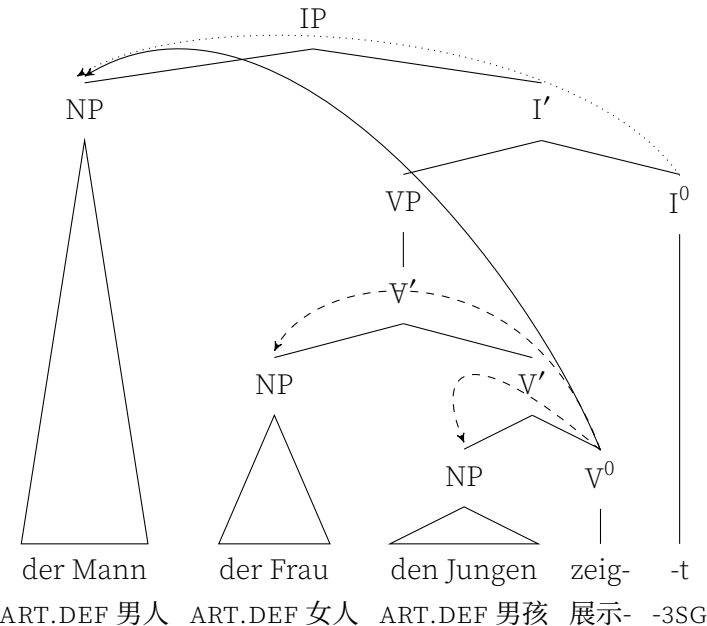 IP
NP I′
VP I⁰
V′
NP V′
NP V⁰
der Mann der Frau den Jungen zeig- -t
ART.DEF 男人 ART.DEF 女人 ART.DEF 男孩 展示- -3SG